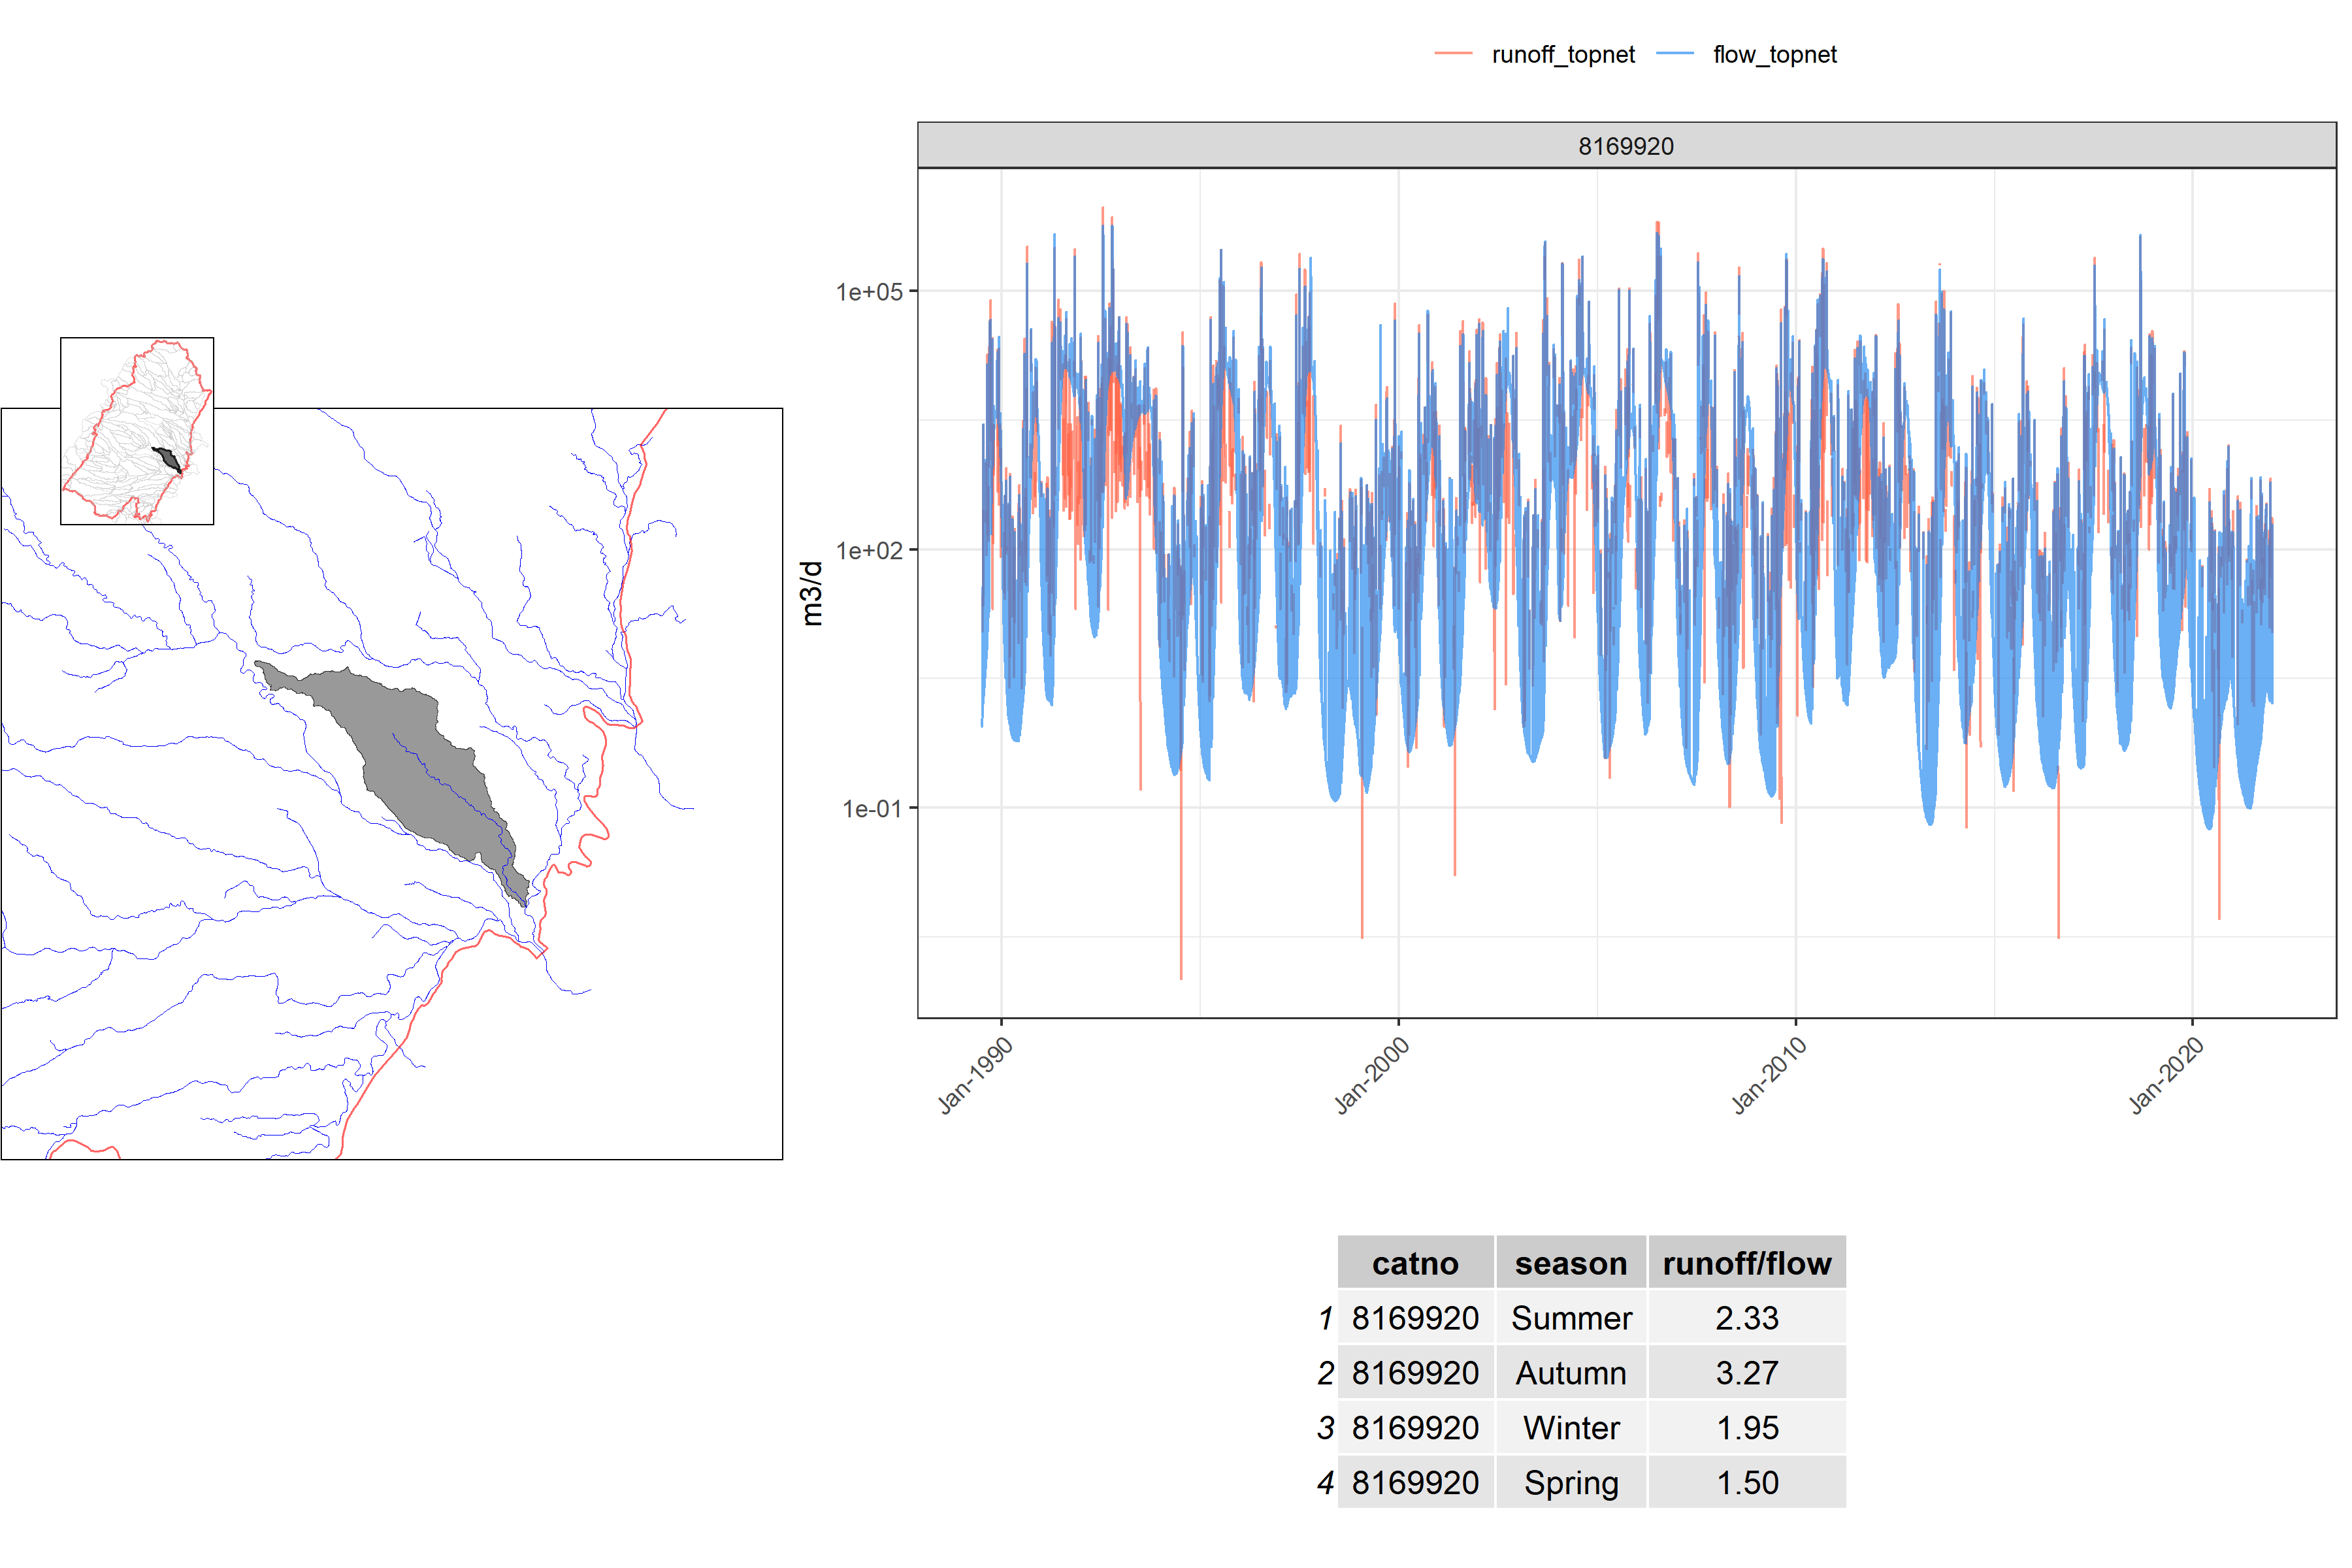 runoff_topnet flow_topnet
8169920
m3/d
1e+05
1e+02
1e-01
Jan-1990 Jan-2000 Jan-2010 Jan-2020
catno season runoff/flow
1 8169920 Summer 2.33
2 8169920 Autumn 3.27
3 8169920 Winter 1.95
4 8169920 Spring 1.50